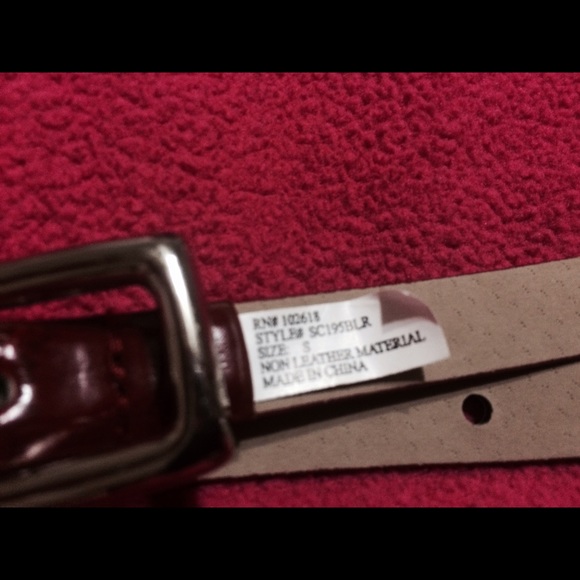 RN# 102618
STYLE# SC195BLR
SIZE: S
NON LEATHER MATERIAL
MADE IN CHINA